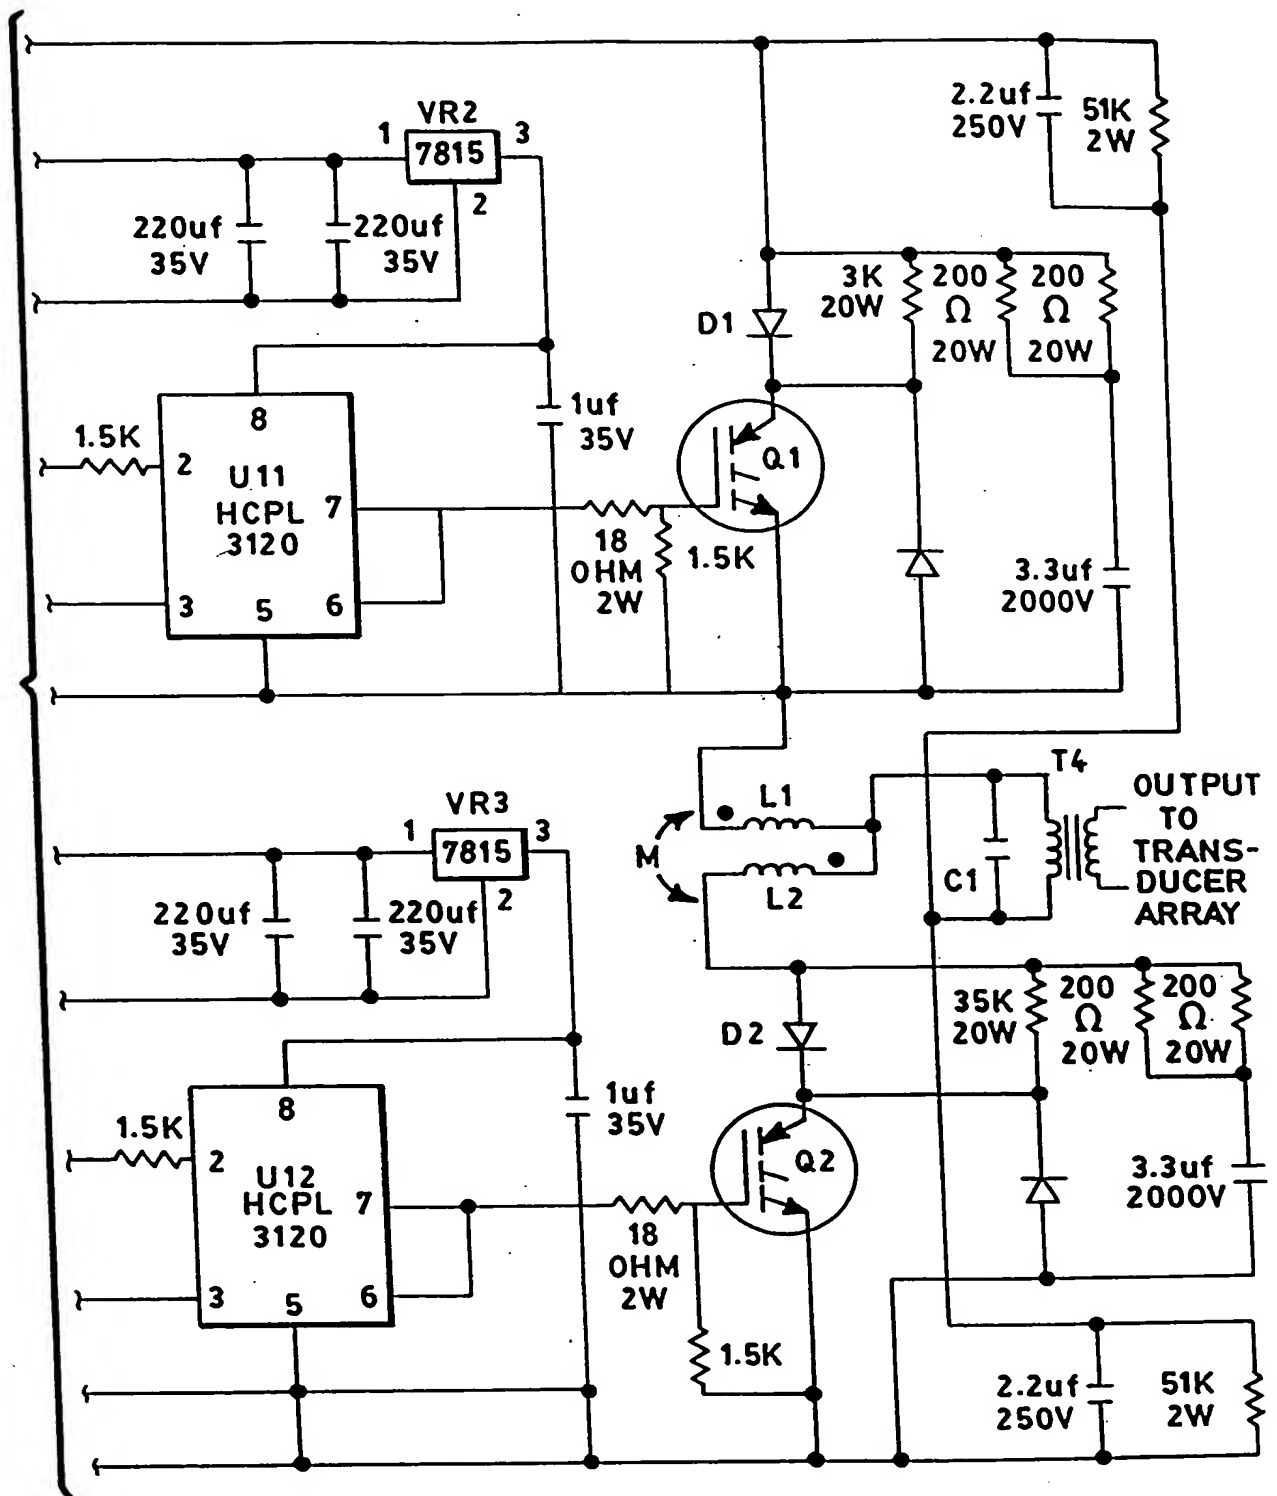 2.2uf
250V
51K
2W
VR2
1
7815
3
2
220uf
35V
220uf
35V
3K
20W
200
Ω
20W
200
Ω
20W
D1
1uf
35V
1.5K
8
2
U11
HCPL
3120
7
3
5
6
18
OHM
2W
1.5K
Q1
3.3uf
2000V
T4
OUTPUT
TO
TRANS-
DUCER
ARRAY
L1
M
L2
C1
VR3
1
7815
3
2
220uf
35V
220uf
35V
35K
20W
200
Ω
20W
200
Ω
20W
D2
1uf
35V
1.5K
8
2
U12
HCPL
3120
7
3
5
6
18
OHM
2W
1.5K
Q2
3.3uf
2000V
2.2uf
250V
51K
2W